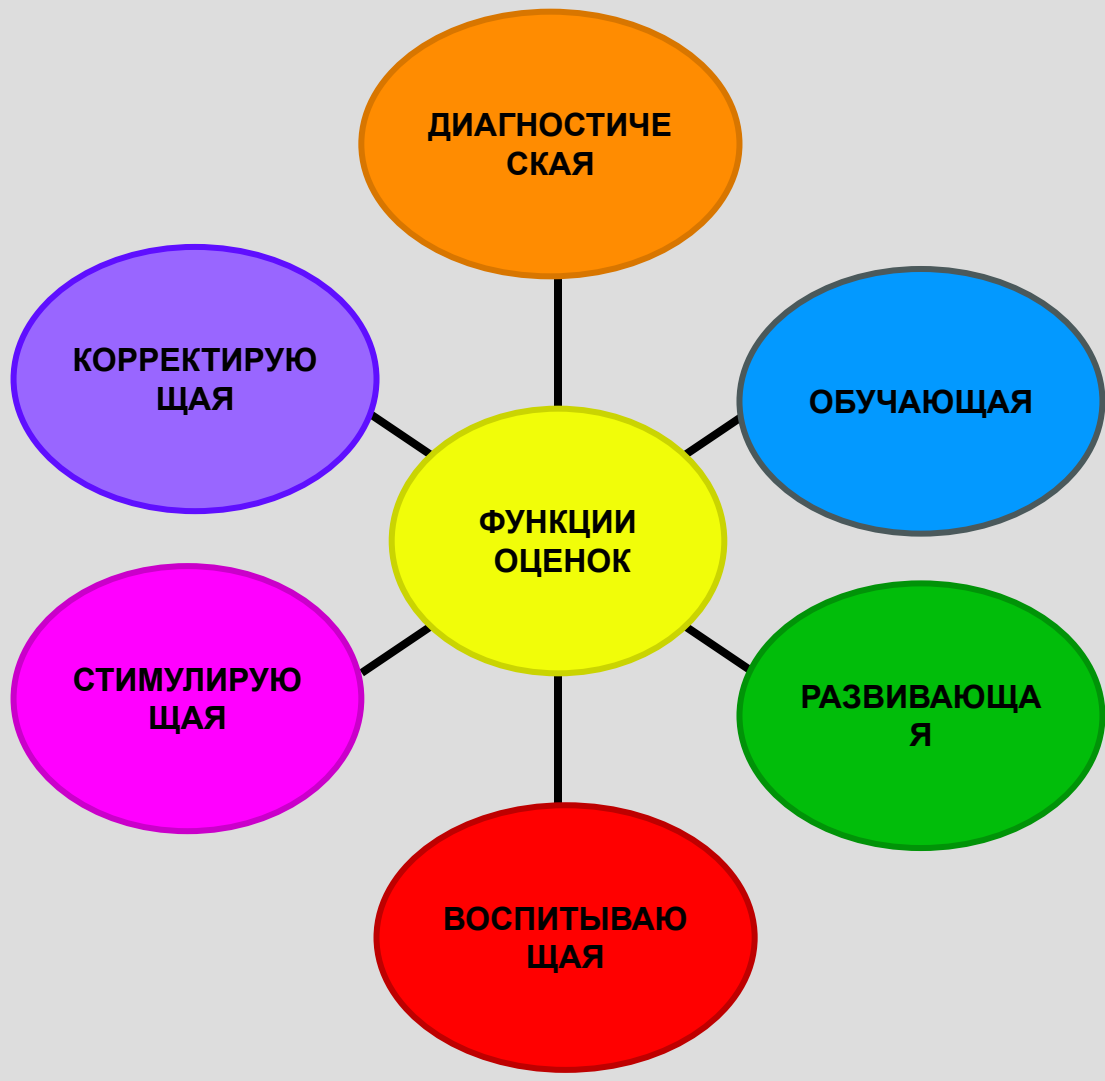 ДИАГНОСТИЧЕ
СКАЯ
КОРРЕКТИРУЮ
ЩАЯ
ОБУЧАЮЩАЯ
ФУНКЦИИ
ОЦЕНОК
СТИМУЛИРУЮ
ЩАЯ
РАЗВИВАЮЩА
Я
ВОСПИТЫВАЮ
ЩАЯ